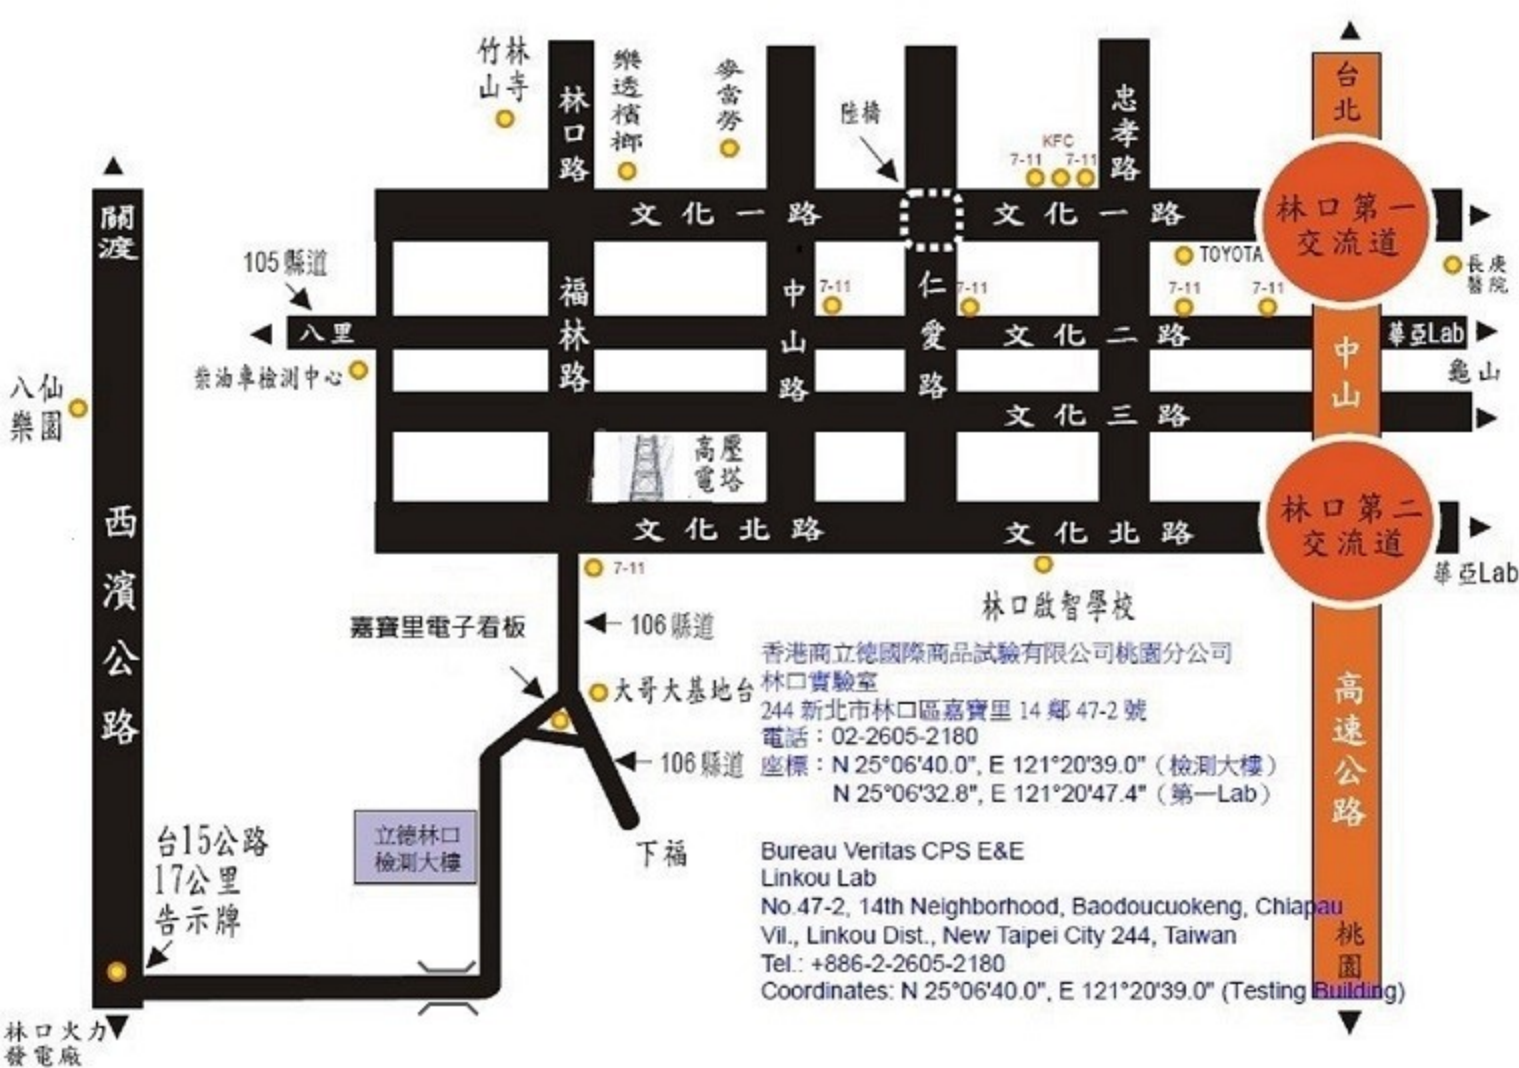 竹林
山寺
林口路
樂透檳榔
麥當勞
陸橋
KFC
7-11
7-11
忠孝路
台北
關渡
文化一路
文化一路
林口第一
交流道
TOYOTA
長庚
醫院
105縣道
福林路
中山路
7-11
仁愛路
7-11
7-11
7-11
八里
文化二路
華亞Lab
中山
龜山
柴油車檢測中心
八仙
樂園
文化三路
高壓
電塔
西濱公路
文化北路
文化北路
林口第二
交流道
華亞Lab
7-11
林口啟智學校
嘉寶里電子看板
106縣道
大哥大基地台
106縣道
下福
香港商立德國際商品試驗有限公司桃園分公司
林口實驗室
244 新北市林口區嘉寶里 14 鄰 47-2 號
電話：02-2605-2180
座標：N 25°06'40.0", E 121°20'39.0"（檢測大樓）
N 25°06'32.8", E 121°20'47.4"（第一Lab）
高速公路
立德林口
檢測大樓
台15公路
17公里
告示牌
Bureau Veritas CPS E&E
Linkou Lab
No.47-2, 14th Neighborhood, Baodoucuokeng, Chiapau
Vil., Linkou Dist., New Taipei City 244, Taiwan
Tel.: +886-2-2605-2180
Coordinates: N 25°06'40.0", E 121°20'39.0" (Testing Building)
桃園
林口火力
發電廠